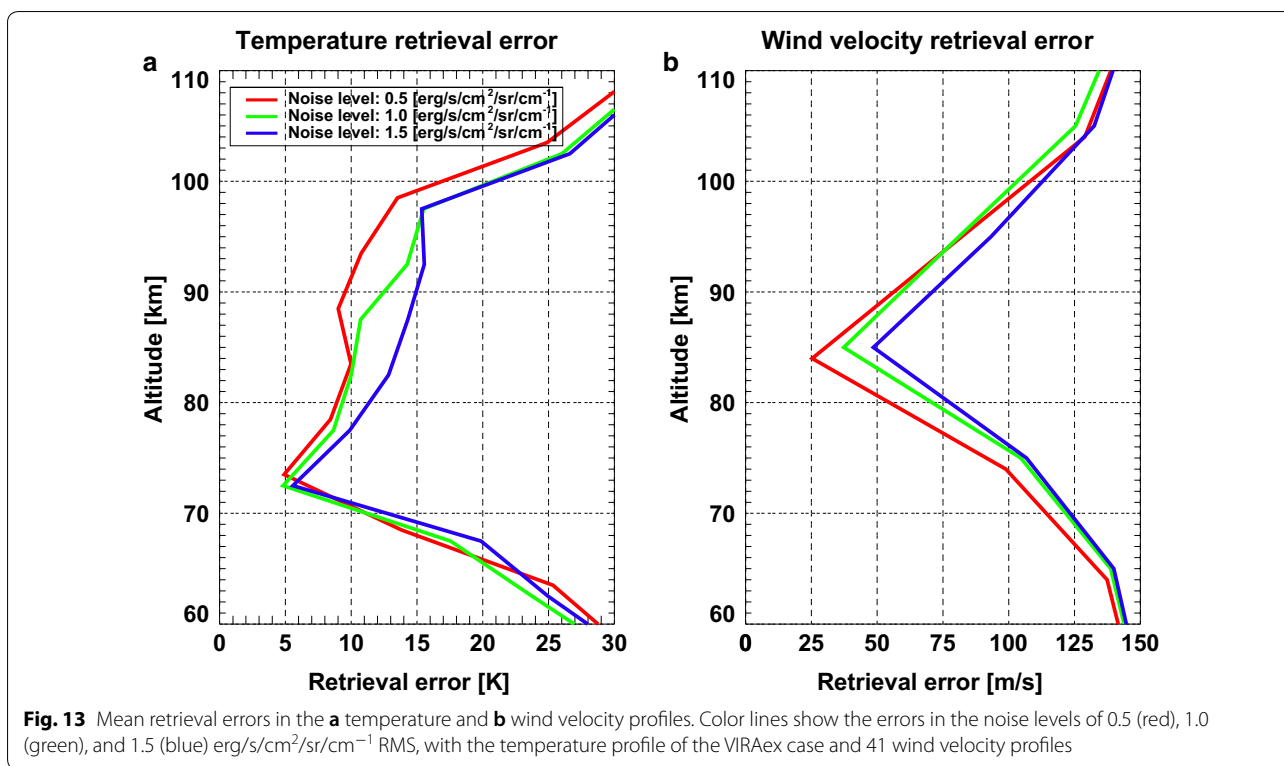 Temperature retrieval error
a
110
100
90
80
70
60
Altitude [km]
Noise level: 0.5 [erg/s/cm²/sr/cm⁻¹]
Noise level: 1.0 [erg/s/cm²/sr/cm⁻¹]
Noise level: 1.5 [erg/s/cm²/sr/cm⁻¹]
0 5 10 15 20 25 30
Retrieval error [K]
Wind velocity retrieval error
b
110
100
90
80
70
60
Altitude [km]
0 25 50 75 100 125 150
Retrieval error [m/s]
Fig. 13 Mean retrieval errors in the a temperature and b wind velocity profiles. Color lines show the errors in the noise levels of 0.5 (red), 1.0
(green), and 1.5 (blue) erg/s/cm²/sr/cm⁻¹ RMS, with the temperature profile of the VIRAex case and 41 wind velocity profiles